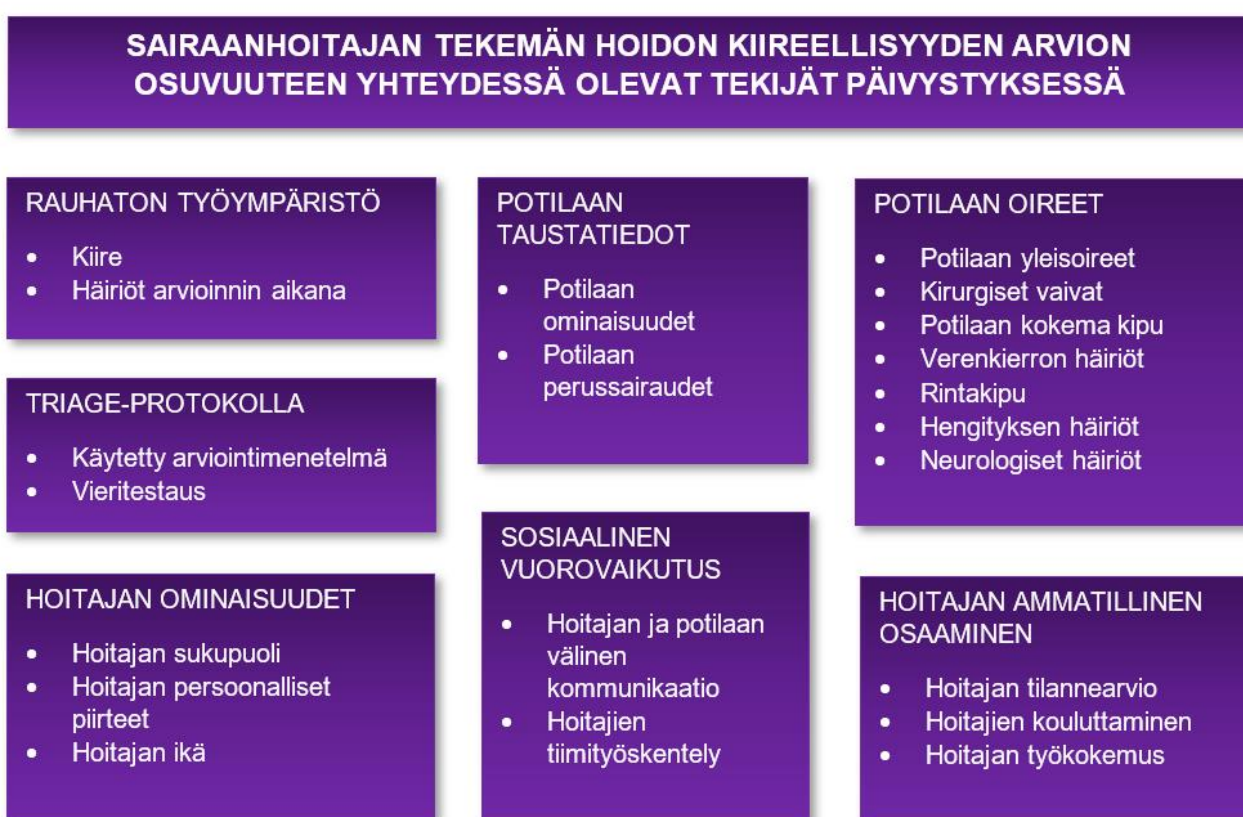 SAIRAANHOITAJAN TEKEMÄN HOIDON KIIREELLISYYDEN ARVION
OSUVUUTEEN YHTEYDESSÄ OLEVAT TEKIJÄT PÄIVYSTYKSESSÄ
RAUHATON TYÖYMPÄRISTÖ
• Kiire
• Häiriöt arvioinnin aikana
TRIAGE-PROTOKOLLA
• Käytetty arviointimenetelmä
• Vieritestaus
HOITAJAN OMINAISUUDET
• Hoitajan sukupuoli
• Hoitajan persoonalliset
piirteet
• Hoitajan ikä
POTILAAN
TAUSTATIEDOT
• Potilaan
ominaisuudet
• Potilaan
perussairaudet
SOSIAALINEN
VUOROVAIKUTUS
• Hoitajan ja potilaan
välinen
kommunikaatio
• Hoitajien
tiimityöskentely
POTILAAN OIREET
• Potilaan yleisoireet
• Kirurgiset vaivat
• Potilaan kokema kipu
• Verenkierron häiriöt
• Rintakipu
• Hengityksen häiriöt
• Neurologiset häiriöt
HOITAJAN AMMATILLINEN
OSAAMINEN
• Hoitajan tilannearvio
• Hoitajien kouluttaminen
• Hoitajan työkokemus